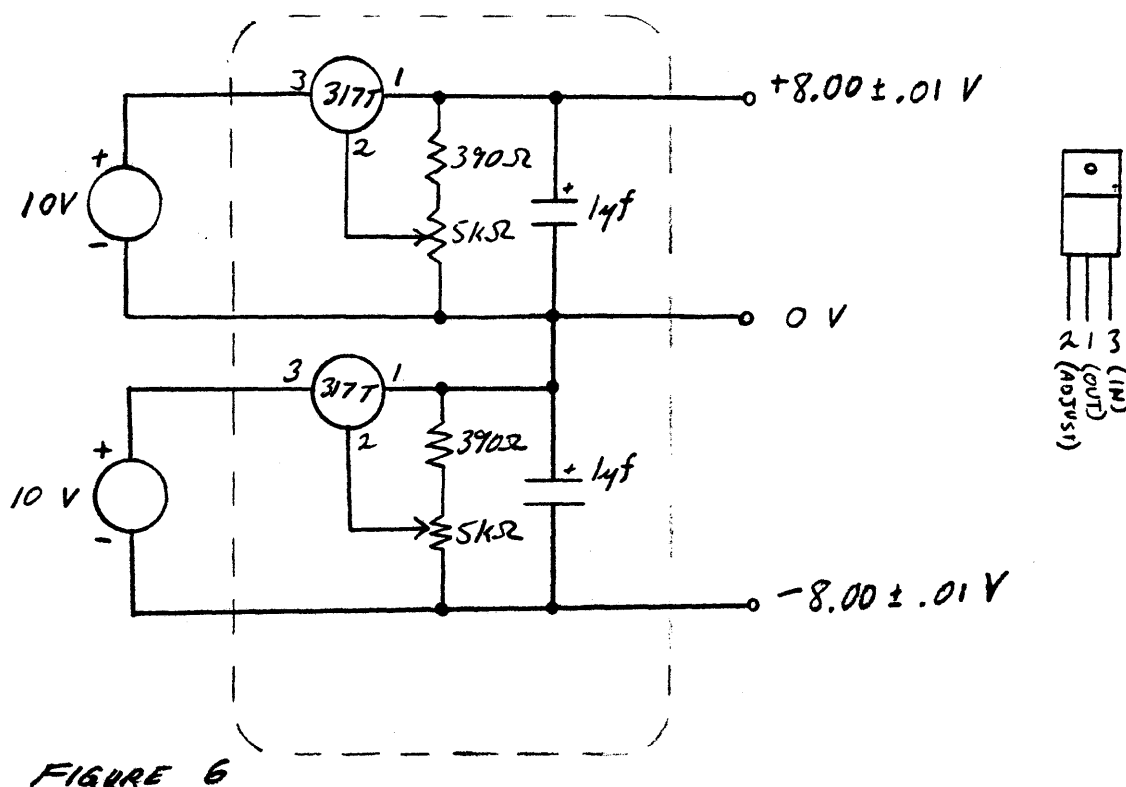 3 317T 1
+8.00 ± .01 V
2
390Ω
+
10V
-
5kΩ
+
1μf
0 V
3 317T 1
2
390Ω
+
10 V
-
5kΩ
+
1μf
-8.00 ± .01 V
2 (ADJUST)
1 (OUT)
3 (IN)
FIGURE 6